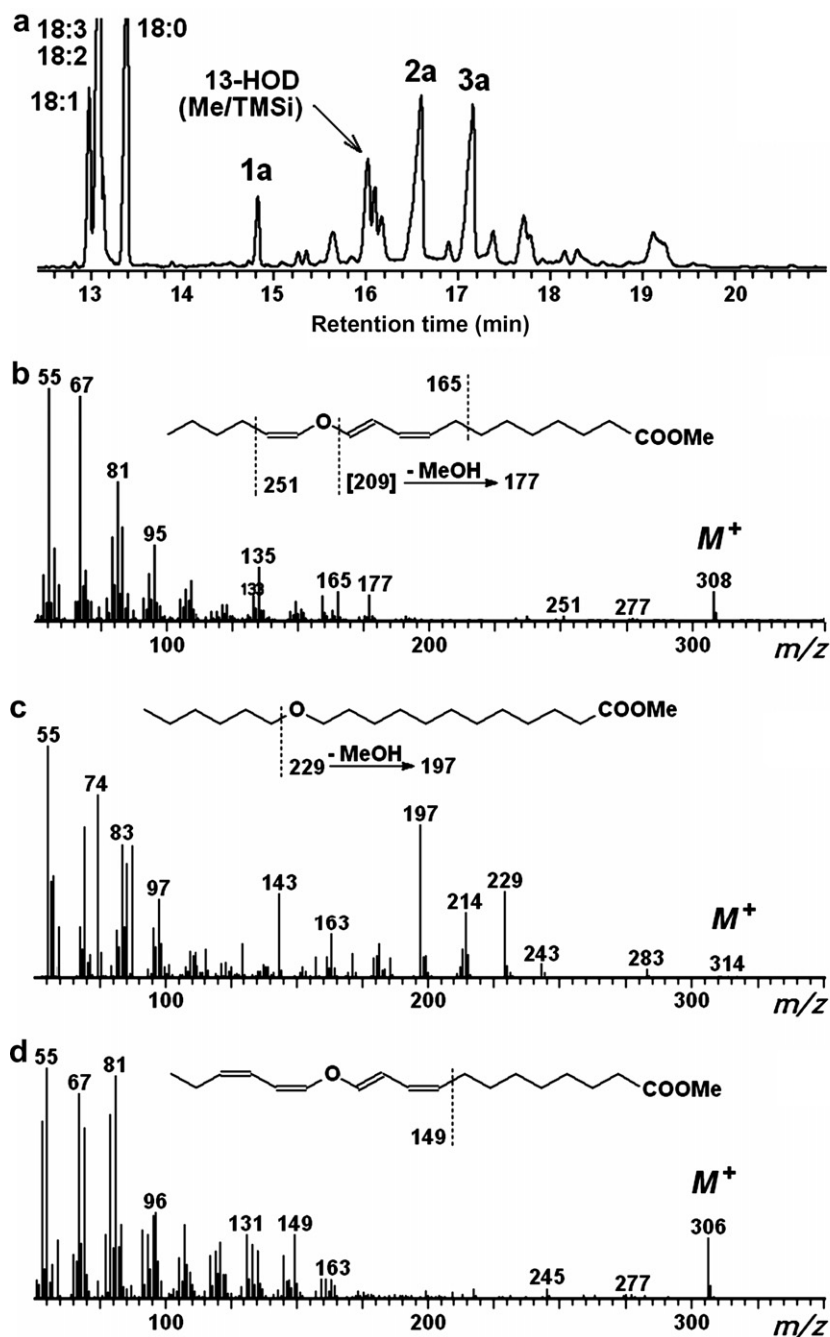 a
18:3
18:2
18:1
18:0
13-HOD
(Me/TMSi)
1a
2a
3a
13 14 15 16 17 18 19 20
Retention time (min)
b
55
67
81
95
135
133
165
177
251
277
308
M+
165
O
COOMe
251
[209] - MeOH 177
100 200 300 m/z
c
55
74
83
97
143
163
197
214
229
243
283
314
M+
O
COOMe
229 - MeOH 197
100 200 300 m/z
d
55
67
81
96
131
149
163
245
277
306
M+
O
COOMe
149
100 200 300 m/z